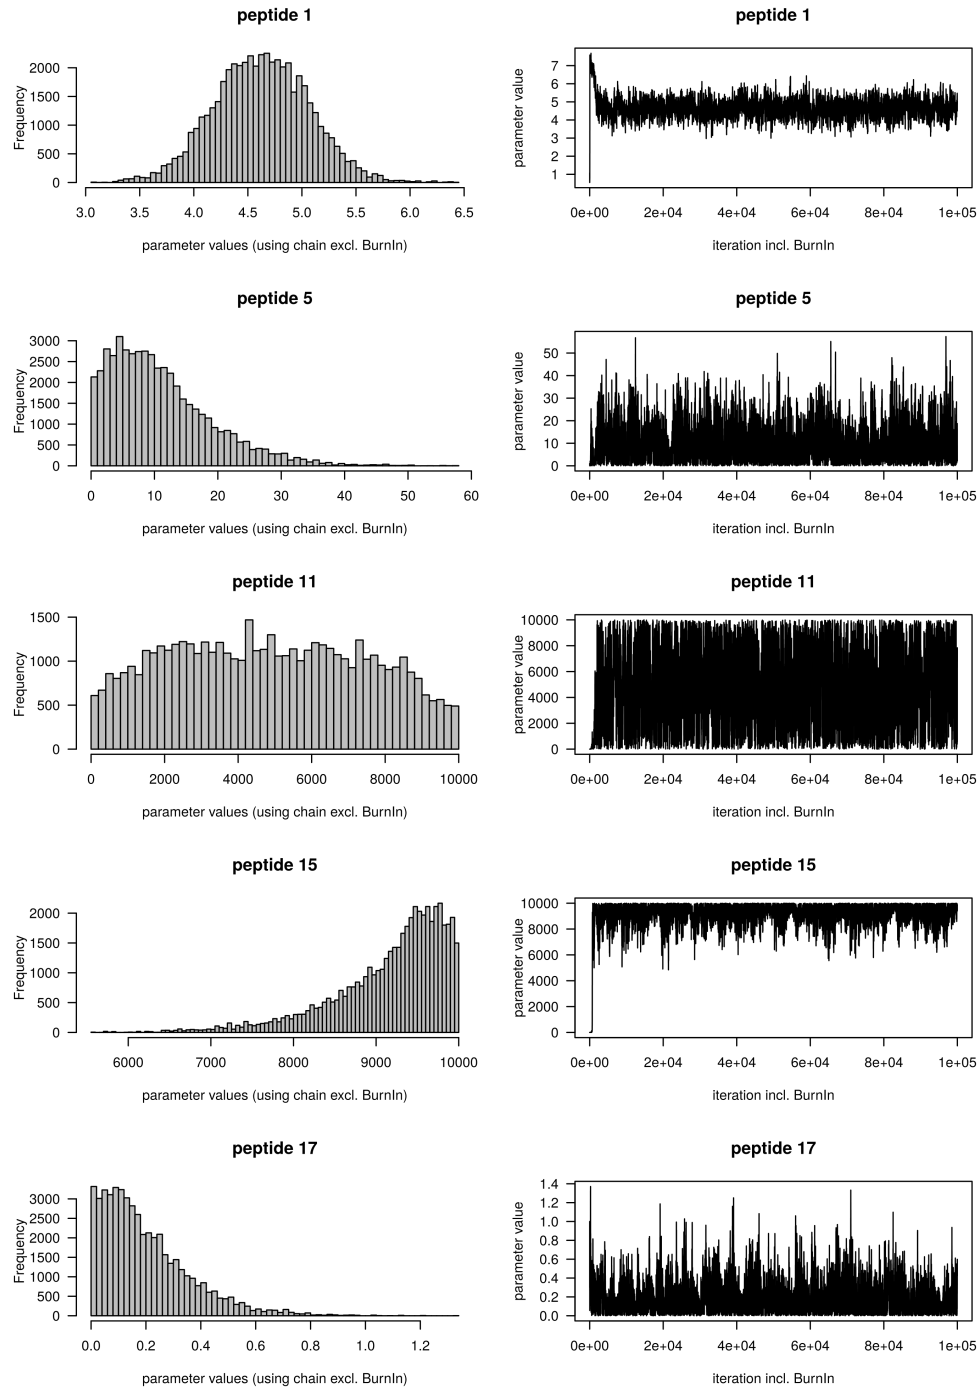 peptide 1
Frequency
2000
1500
1000
500
0
3.0 3.5 4.0 4.5 5.0 5.5 6.0 6.5
parameter values (using chain excl. BurnIn)
peptide 1
parameter value
7
6
5
4
3
2
1
0e+00 2e+04 4e+04 6e+04 8e+04 1e+05
iteration incl. BurnIn
peptide 5
Frequency
3000
2500
2000
1500
1000
500
0
0 10 20 30 40 50 60
parameter values (using chain excl. BurnIn)
peptide 5
parameter value
50
40
30
20
10
0
0e+00 2e+04 4e+04 6e+04 8e+04 1e+05
iteration incl. BurnIn
peptide 11
Frequency
1500
1000
500
0
0 2000 4000 6000 8000 10000
parameter values (using chain excl. BurnIn)
peptide 11
parameter value
10000
8000
6000
4000
2000
0
0e+00 2e+04 4e+04 6e+04 8e+04 1e+05
iteration incl. BurnIn
peptide 15
Frequency
2000
1500
1000
500
0
6000 7000 8000 9000 10000
parameter values (using chain excl. BurnIn)
peptide 15
parameter value
10000
8000
6000
4000
2000
0
0e+00 2e+04 4e+04 6e+04 8e+04 1e+05
iteration incl. BurnIn
peptide 17
Frequency
3000
2500
2000
1500
1000
500
0
0.0 0.2 0.4 0.6 0.8 1.0 1.2
parameter values (using chain excl. BurnIn)
peptide 17
parameter value
1.4
1.2
1.0
0.8
0.6
0.4
0.2
0.0
0e+00 2e+04 4e+04 6e+04 8e+04 1e+05
iteration incl. BurnIn